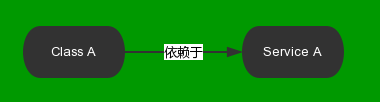 Class A
依赖于
Service A